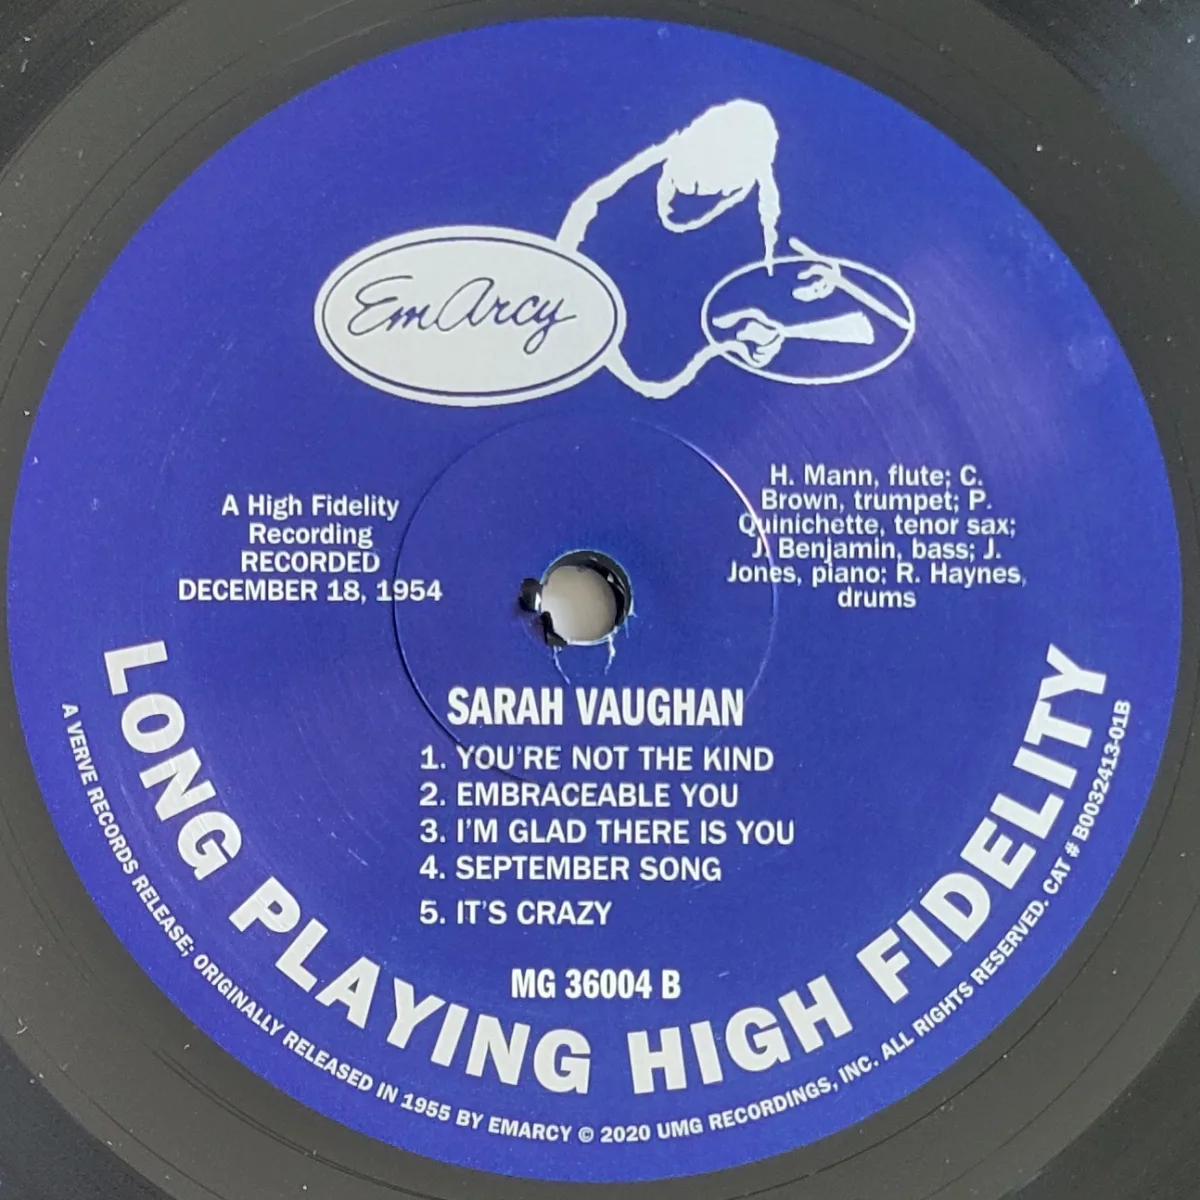 EmArcy
A High Fidelity
Recording
RECORDED
DECEMBER 18, 1954
H. Mann, flute; C.
Brown, trumpet; P.
Quinichette, tenor sax;
J. Benjamin, bass; J.
Jones, piano; R. Haynes,
drums
SARAH VAUGHAN
1. YOU'RE NOT THE KIND
2. EMBRACEABLE YOU
3. I'M GLAD THERE IS YOU
4. SEPTEMBER SONG
5. IT'S CRAZY
MG 36004 B
LONG PLAYING HIGH FIDELITY
A VERVE RECORDS RELEASE; ORIGINALLY RELEASED IN 1955 BY EMARCY © 2020 UMG RECORDINGS, INC. ALL RIGHTS RESERVED. CAT # B0032413-01B